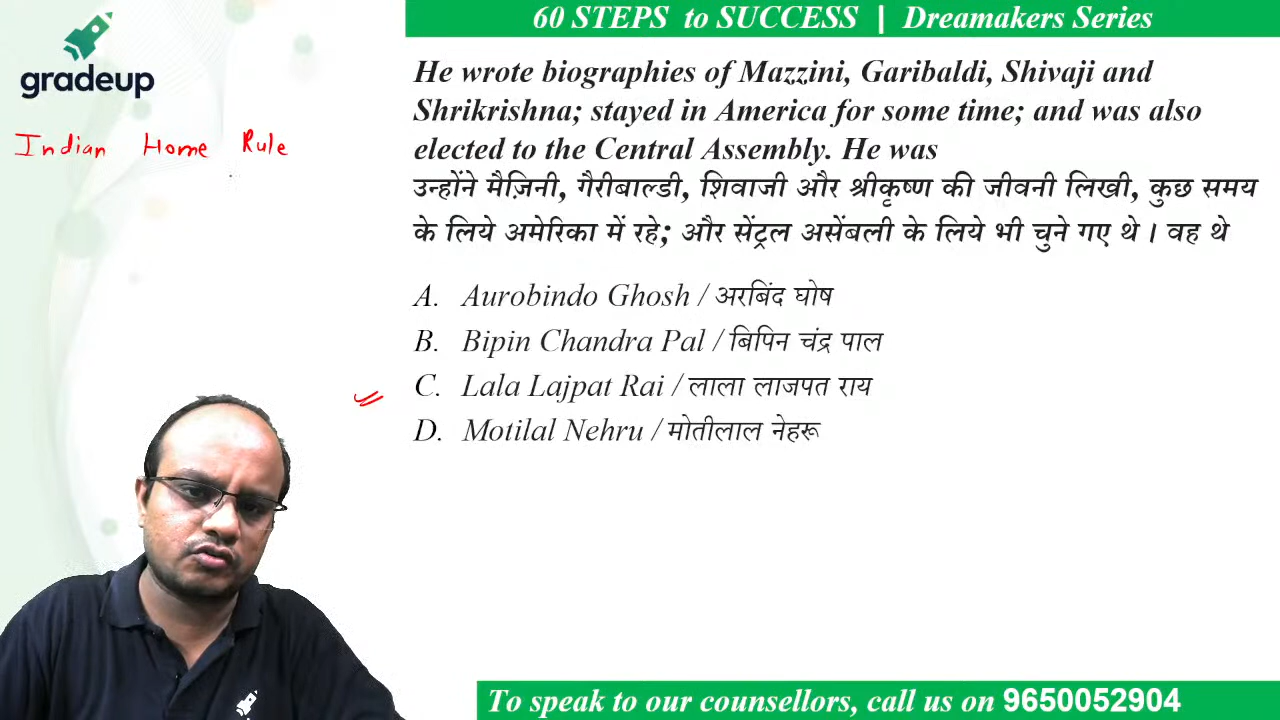 60 STEPS to SUCCESS | Dreamakers Series
gradeup
Indian Home Rule
He wrote biographies of Mazzini, Garibaldi, Shivaji and
Shrikrishna; stayed in America for some time; and was also
elected to the Central Assembly. He was
उन्होंने मैज़िनी, गैरीबाल्डी, शिवाजी और श्रीकृष्ण की जीवनी लिखी, कुछ समय
के लिये अमेरिका में रहे; और सेंट्रल असेंबली के लिये भी चुने गए थे । वह थे
A. Aurobindo Ghosh / अरबिंद घोष
B. Bipin Chandra Pal / बिपिन चंद्र पाल
C. Lala Lajpat Rai / लाला लाजपत राय
D. Motilal Nehru / मोतीलाल नेहरू
To speak to our counsellors, call us on 9650052904